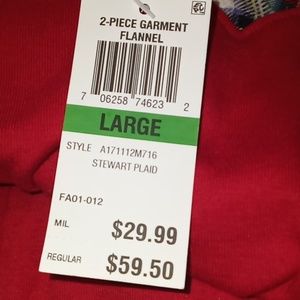 2-PIECE GARMENT
FLANNEL
7 06258 74623 2
LARGE
STYLE A171112M716
STEWART PLAID
FA01-012
MIL $29.99
REGULAR $59.50